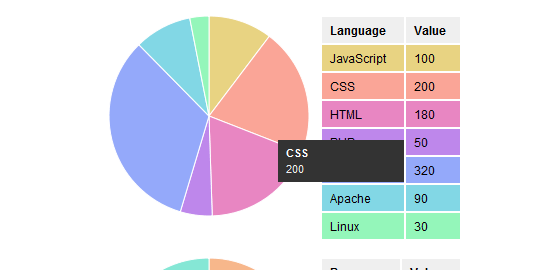 Language Value
JavaScript 100
CSS 200
HTML 180
50
CSS
200
320
Apache 90
Linux 30